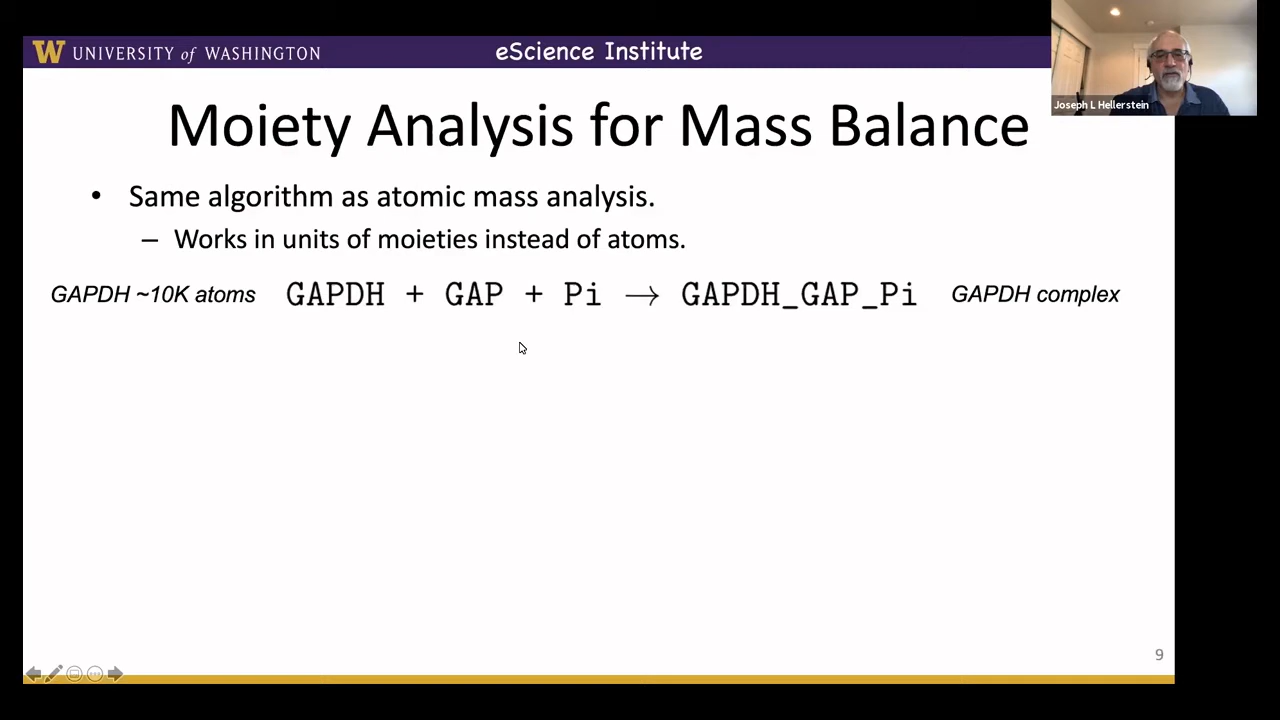 W UNIVERSITY of WASHINGTON
eScience Institute
Joseph L Hellerstein
Moiety Analysis for Mass Balance
• Same algorithm as atomic mass analysis.
– Works in units of moieties instead of atoms.
GAPDH ~10K atoms GAPDH + GAP + Pi → GAPDH_GAP_Pi GAPDH complex
9